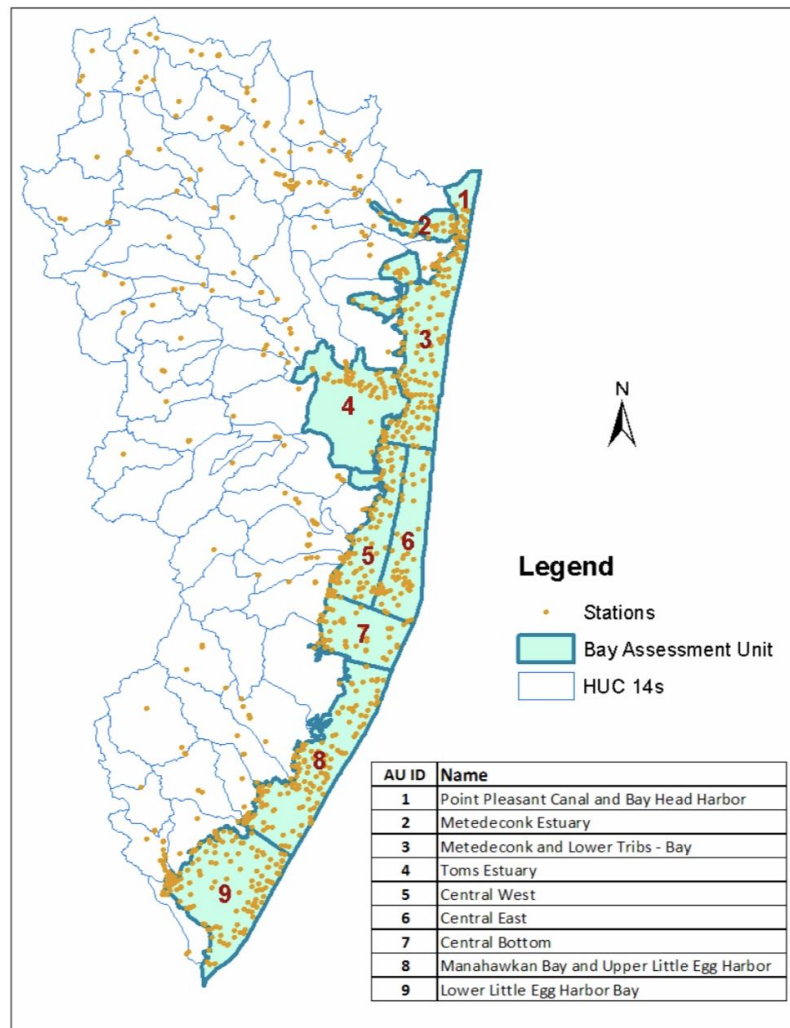 1
2
3
N
4
6
5
Legend
Stations
7
Bay Assessment Unit
HUC 14s
8
AU ID Name
1 Point Pleasant Canal and Bay Head Harbor
2 Metedeconk Estuary
3 Metedeconk and Lower Tribs - Bay
4 Toms Estuary
5 Central West
6 Central East
7 Central Bottom
8 Manahawkan Bay and Upper Little Egg Harbor
9 Lower Little Egg Harbor Bay
9